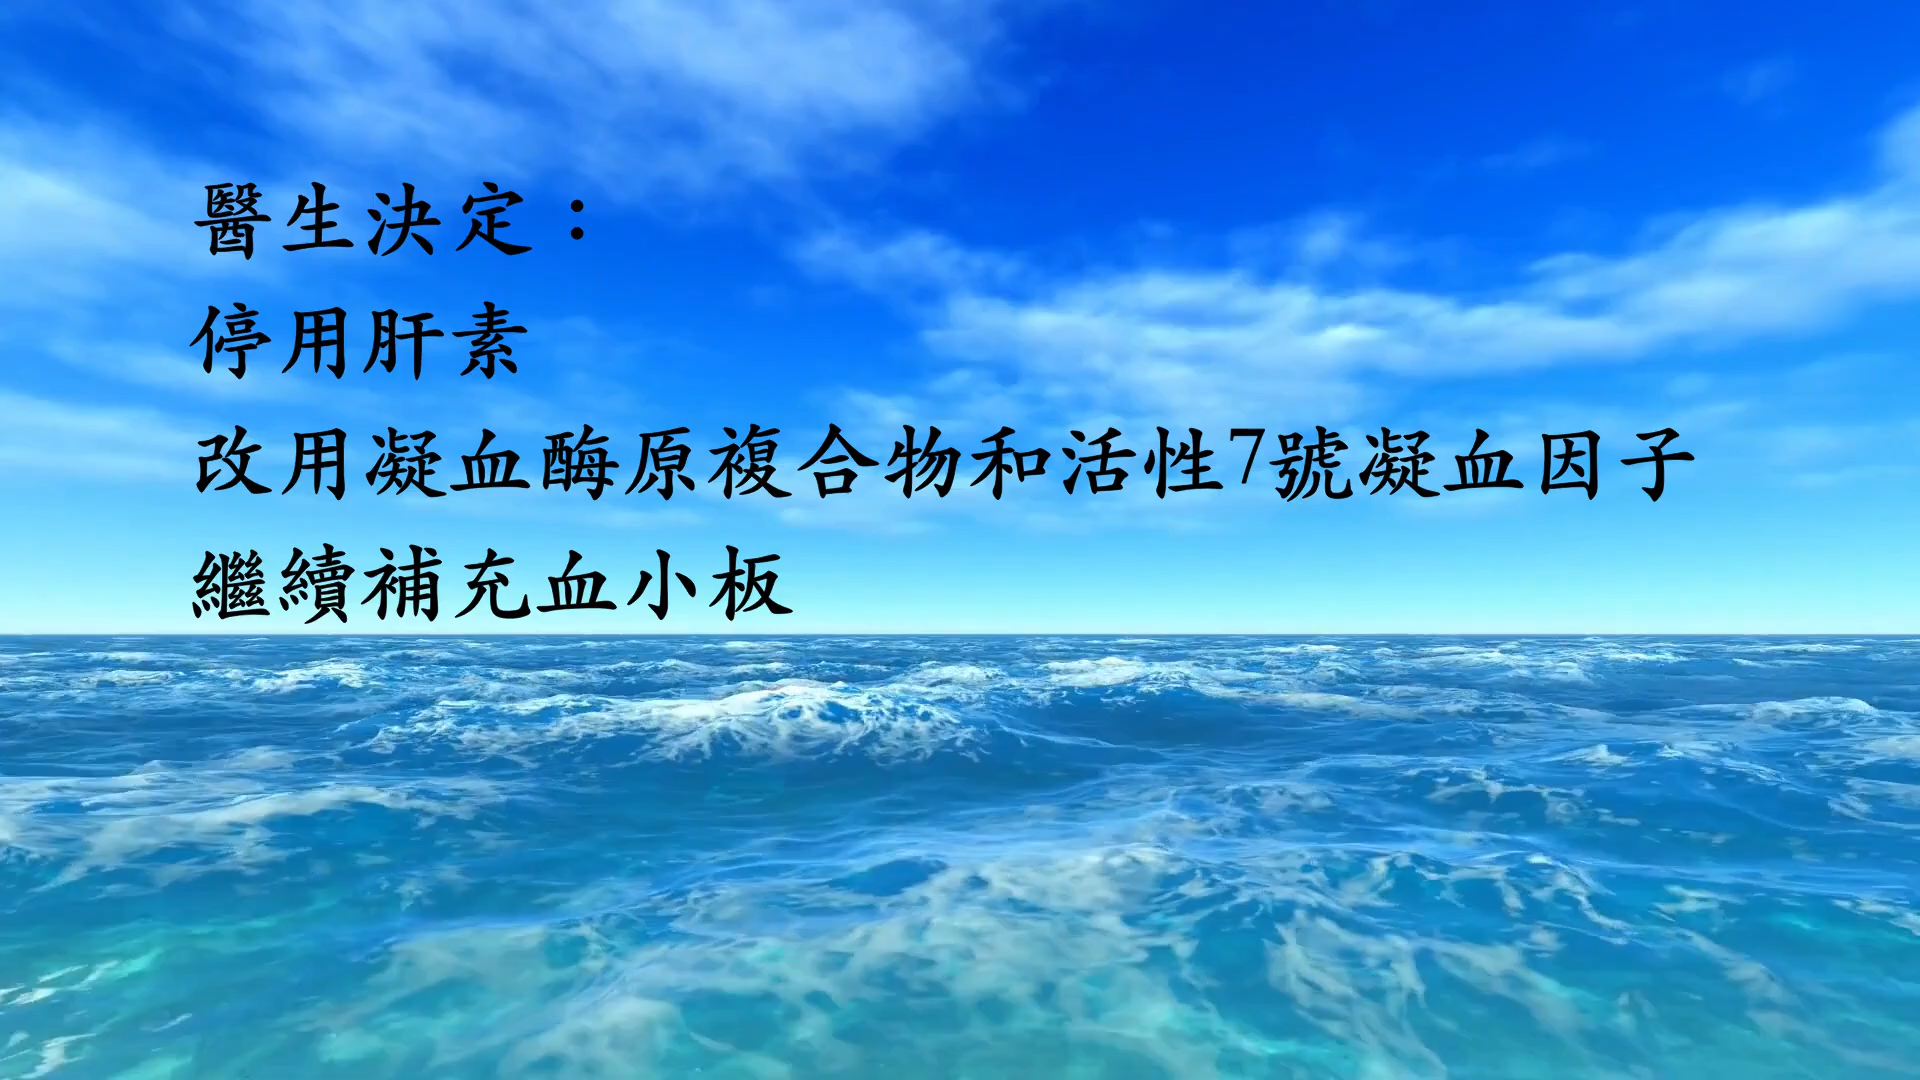 醫生決定：
停用肝素
改用凝血酶原複合物和活性7號凝血因子
繼續補充血小板